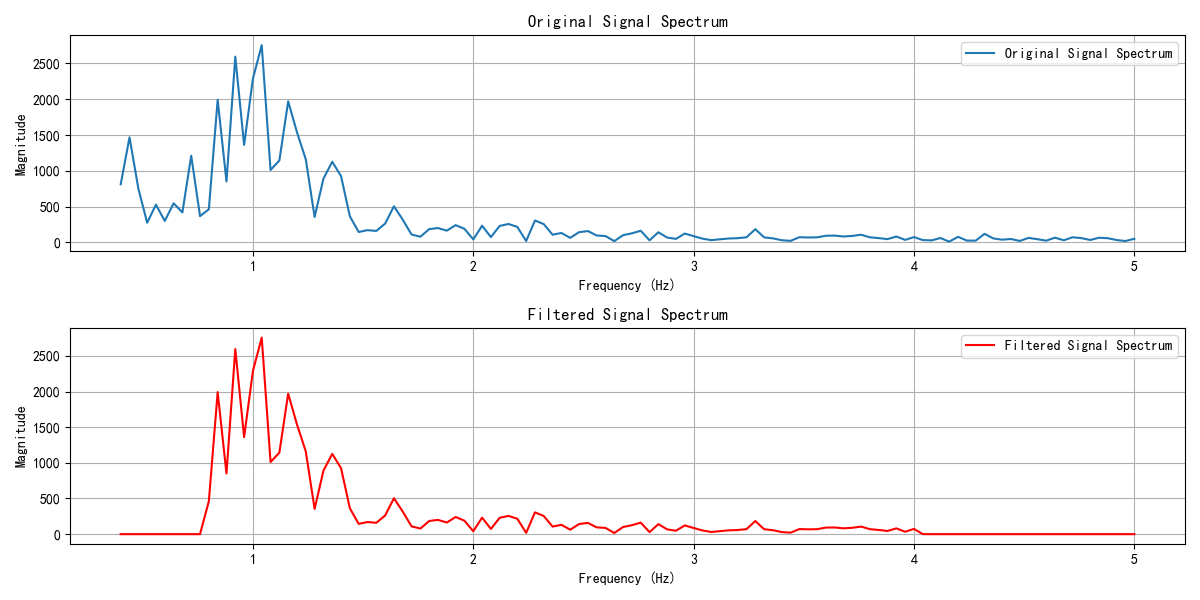 Original Signal Spectrum
Original Signal Spectrum
Magnitude
2500
2000
1500
1000
500
0
1 2 3 4 5
Frequency (Hz)
Filtered Signal Spectrum
Filtered Signal Spectrum
Magnitude
2500
2000
1500
1000
500
0
1 2 3 4 5
Frequency (Hz)